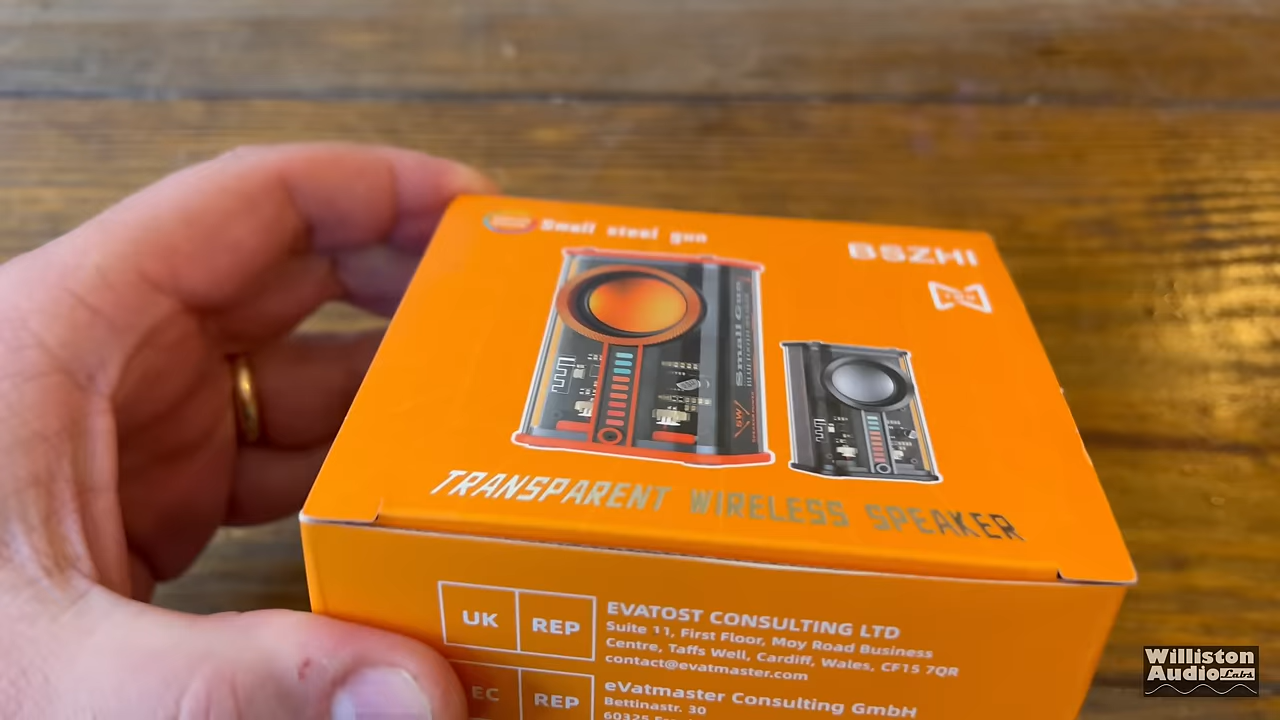 Small steel gun
BSZHI
Small Gun
5W
TRANSPARENT WIRELESS SPEAKER
UK REP
EVATOST CONSULTING LTD
Suite 11, First Floor, Moy Road Business
Centre, Taffs Well, Cardiff, Wales, CF15 7QR
contact@evatmaster.com
EC REP
eVatmaster Consulting GmbH
Bettinastr. 30
60325
Williston
Audio Labs